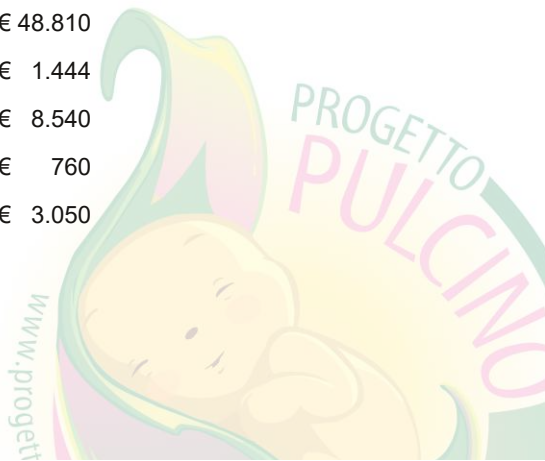 € 48.810
€ 1.444
€ 8.540
€ 760
€ 3.050
PROGETTO
PULCINO
www.progett